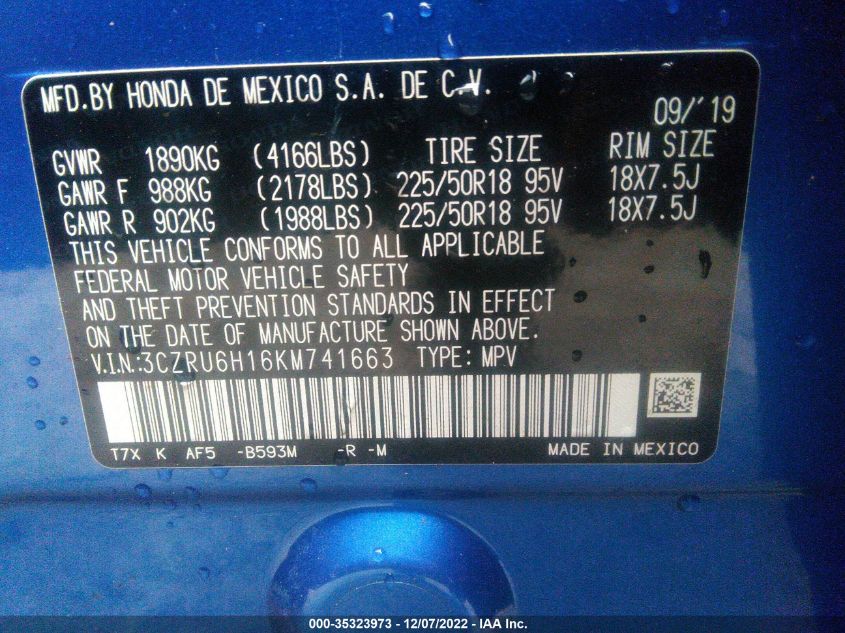 MFD.BY HONDA DE MEXICO S.A. DE C.V. 09/'19
GVWR 1890KG (4166LBS) TIRE SIZE RIM SIZE
GAWR F 988KG (2178LBS) 225/50R18 95V 18X7.5J
GAWR R 902KG (1988LBS) 225/50R18 95V 18X7.5J
THIS VEHICLE CONFORMS TO ALL APPLICABLE
FEDERAL MOTOR VEHICLE SAFETY
AND THEFT PREVENTION STANDARDS IN EFFECT
ON THE DATE OF MANUFACTURE SHOWN ABOVE.
V.I.N.:3CZRU6H16KM741663 TYPE: MPV
T7X K AF5 -B593M -R -M MADE IN MEXICO
000-35323973 - 12/07/2022 - IAA Inc.